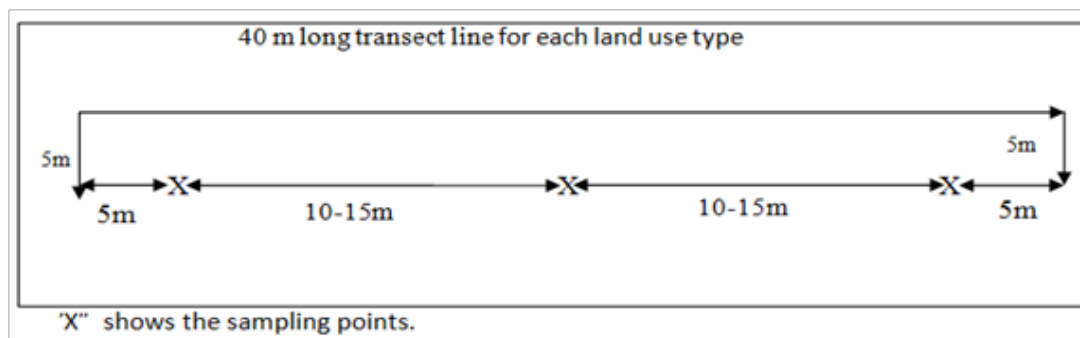 40 m long transect line for each land use type
5m
5m
X
X
X
5m
10-15m
10-15m
5m
"X" shows the sampling points.